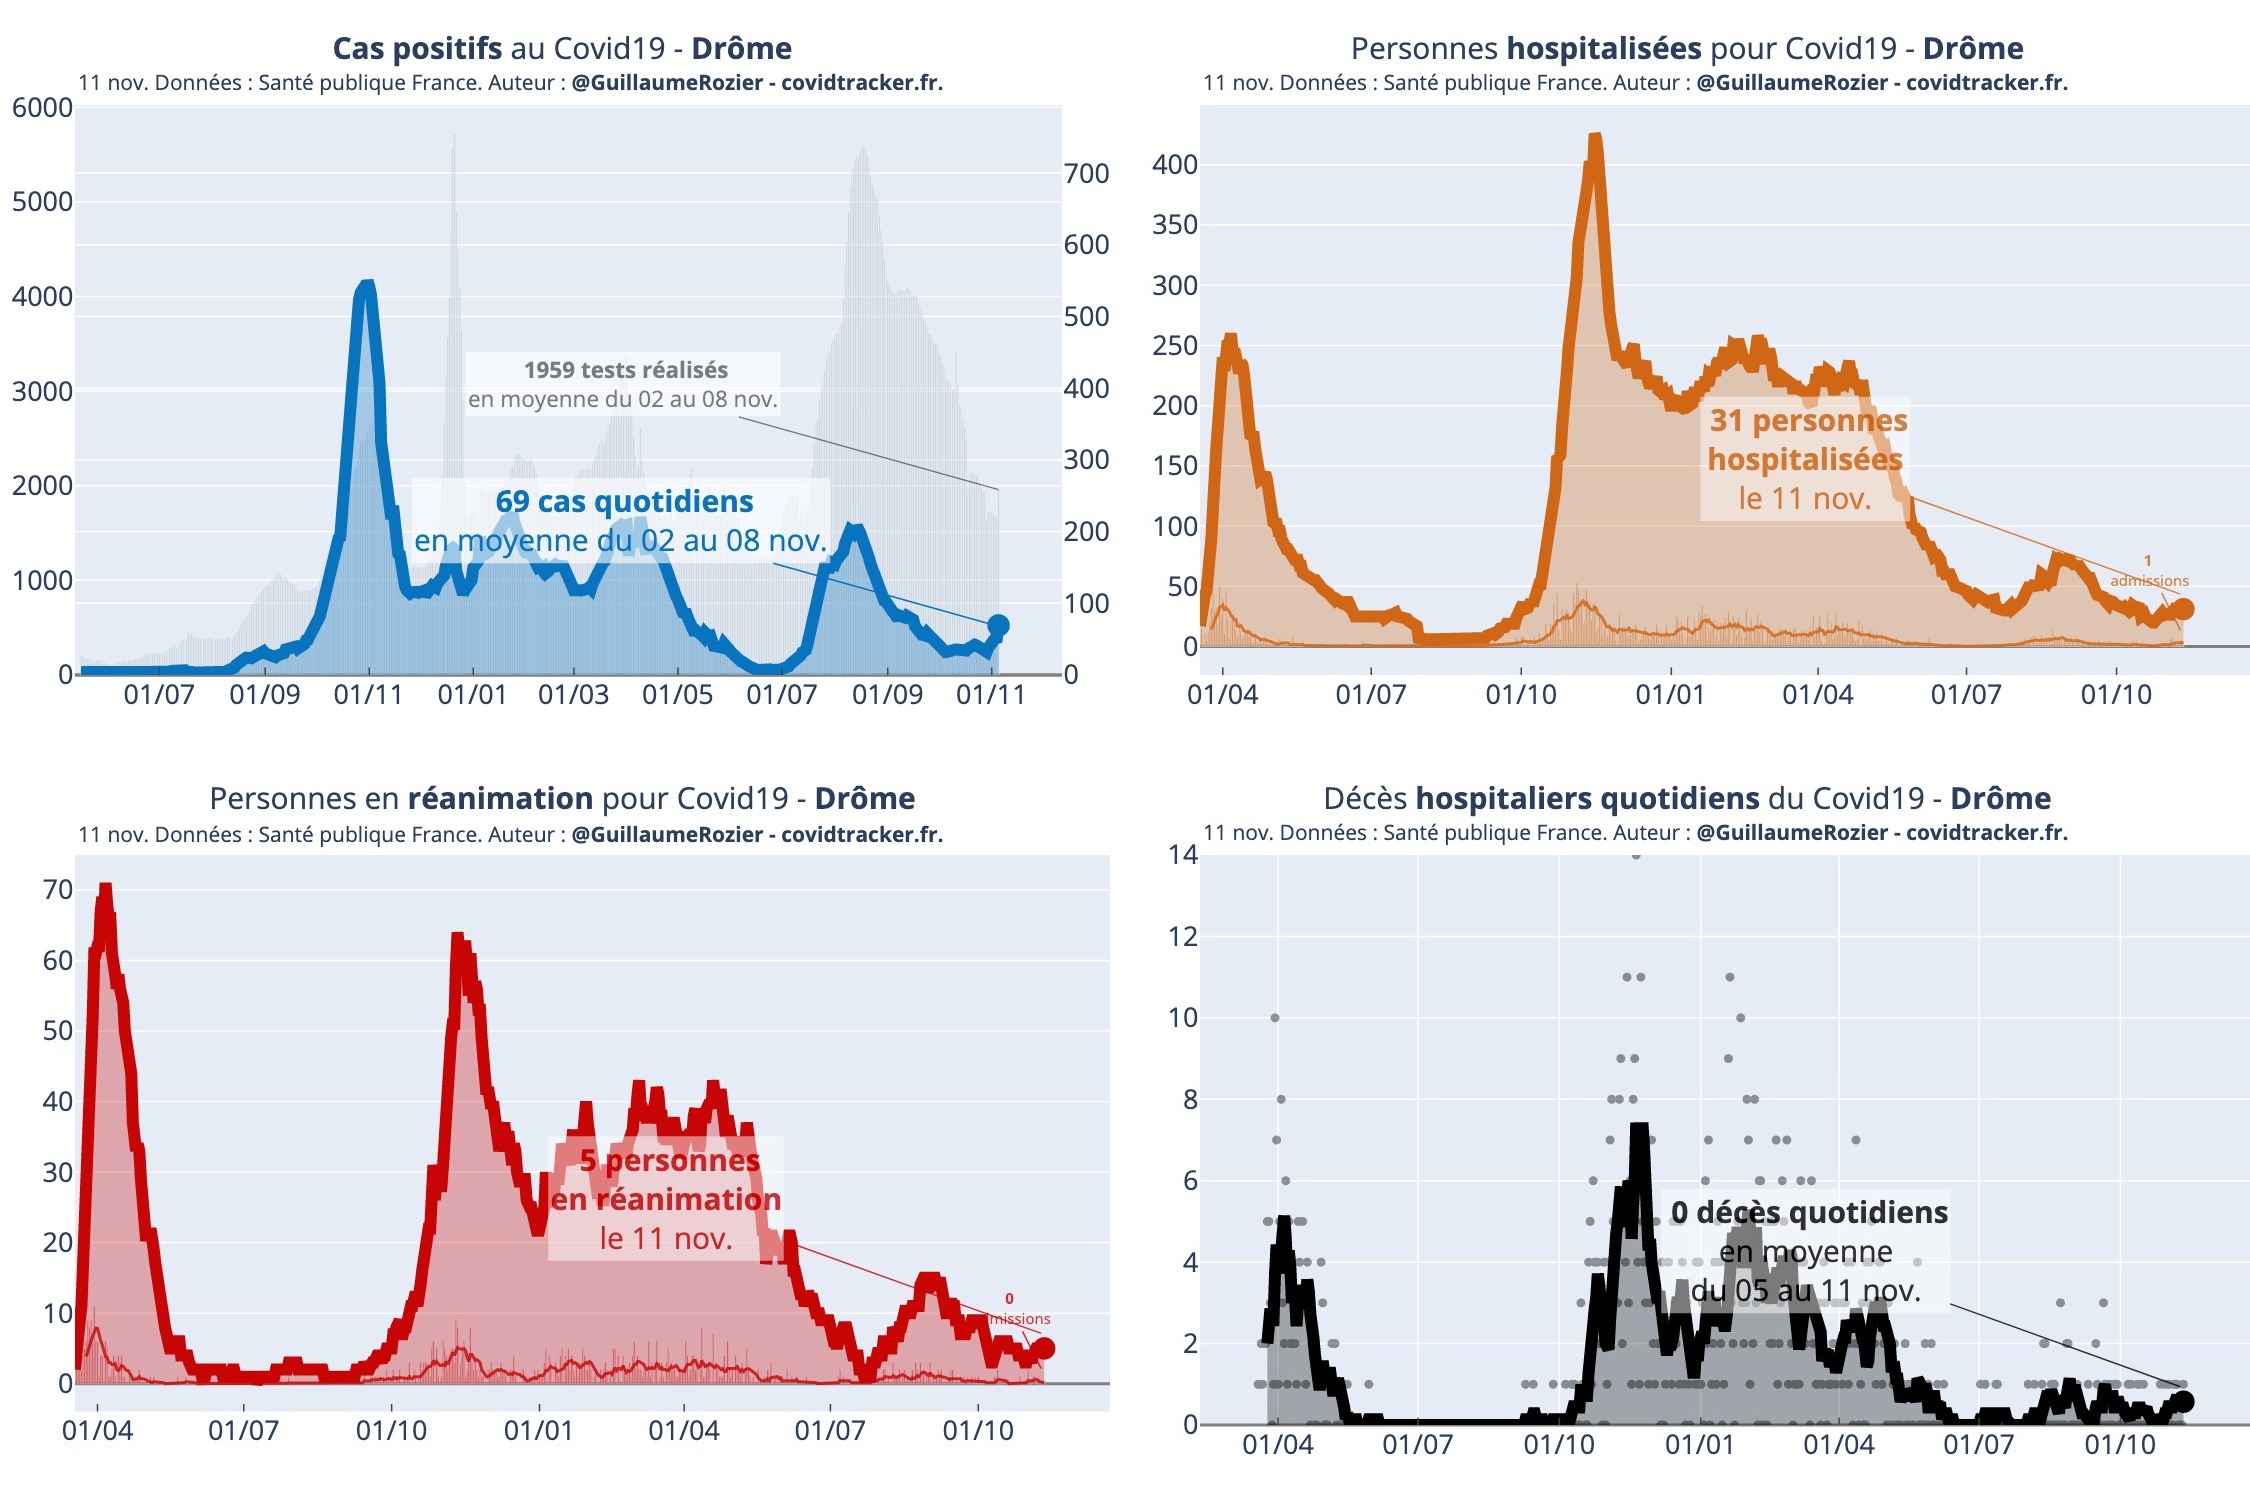 Cas positifs au Covid19 - Drôme
11 nov. Données : Santé publique France. Auteur : @GuillaumeRozier - covidtracker.fr.
6000
5000
4000
3000
2000
1000
0
700
600
500
400
300
200
100
0
1959 tests réalisés
en moyenne du 02 au 08 nov.
69 cas quotidiens
en moyenne du 02 au 08 nov.
01/07 01/09 01/11 01/01 01/03 01/05 01/07 01/09 01/11
Personnes hospitalisées pour Covid19 - Drôme
11 nov. Données : Santé publique France. Auteur : @GuillaumeRozier - covidtracker.fr.
400
350
300
250
200
150
100
50
0
31 personnes
hospitalisées
le 11 nov.
1
admissions
01/04 01/07 01/10 01/01 01/04 01/07 01/10
Personnes en réanimation pour Covid19 - Drôme
11 nov. Données : Santé publique France. Auteur : @GuillaumeRozier - covidtracker.fr.
70
60
50
40
30
20
10
0
5 personnes
en réanimation
le 11 nov.
0
missions
01/04 01/07 01/10 01/01 01/04 01/07 01/10
Décès hospitaliers quotidiens du Covid19 - Drôme
11 nov. Données : Santé publique France. Auteur : @GuillaumeRozier - covidtracker.fr.
14
12
10
8
6
4
2
0
0 décès quotidiens
en moyenne
du 05 au 11 nov.
01/04 01/07 01/10 01/01 01/04 01/07 01/10